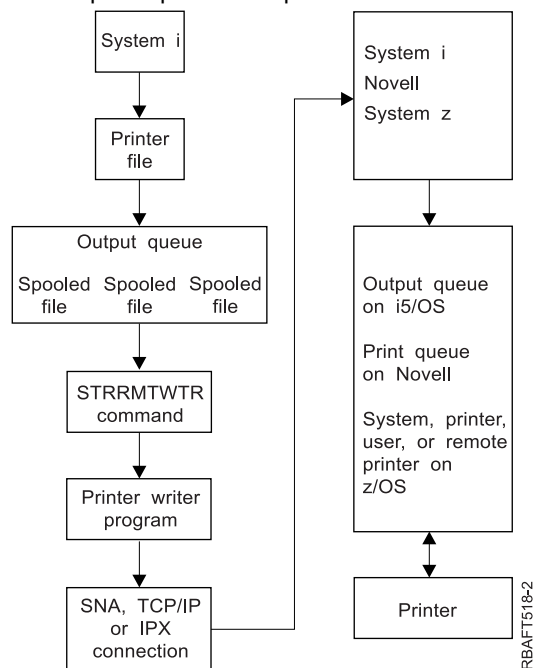 System i
Printer
file
Output queue
Spooled Spooled Spooled
file file file
STRRMTWTR
command
Printer writer
program
SNA, TCP/IP
or IPX
connection
System i
Novell
System z
Output queue
on i5/OS
Print queue
on Novell
System, printer,
user, or remote
printer on
z/OS
Printer
RBAFT518-2